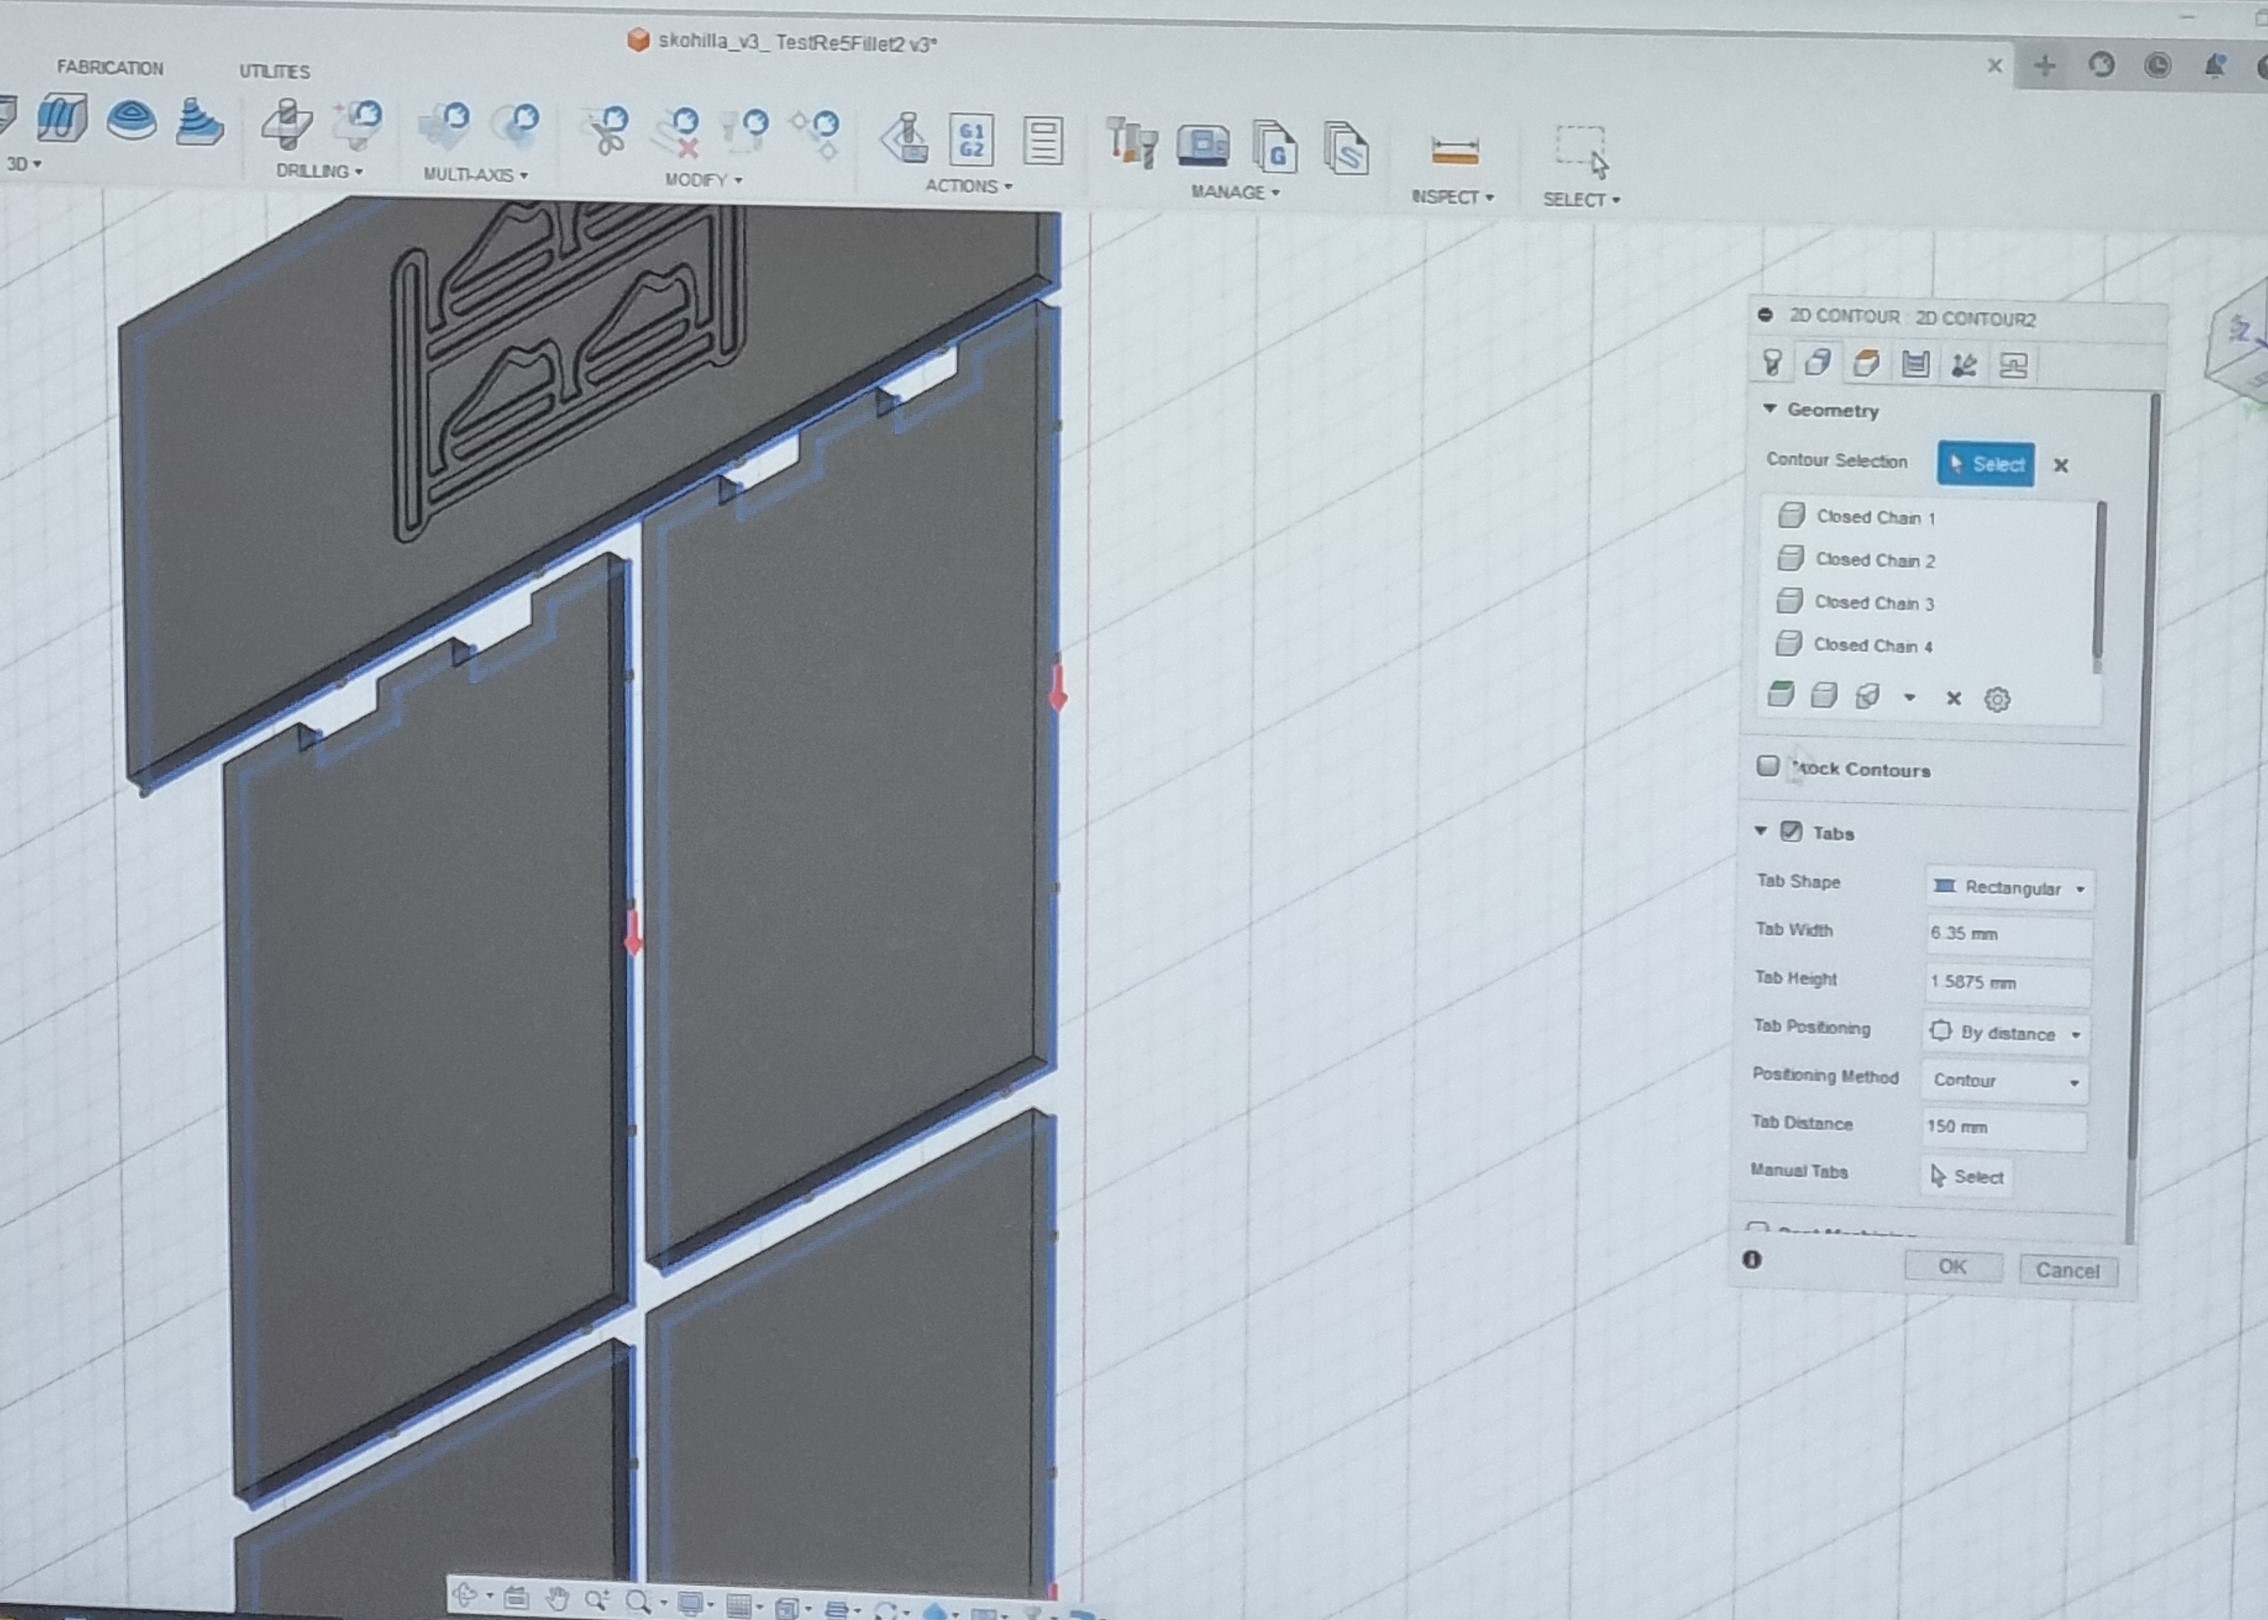 skohilla_v3_ TestRe5Fillet2 v3*
FABRICATION
UTILITIES
3D
DRILLING
MULTI-AXIS
MODIFY
G1
G2
ACTIONS
G
S
MANAGE
INSPECT
SELECT
2D CONTOUR : 2D CONTOUR2
Geometry
Contour Selection
Select
Closed Chain 1
Closed Chain 2
Closed Chain 3
Closed Chain 4
Contours
Tabs
Tab Shape
Rectangular
Tab Width
6.35 mm
Tab Height
1.5875 mm
Tab Positioning
By distance
Positioning Method
Contour
Tab Distance
150 mm
Manual Tabs
Select
OK
Cancel